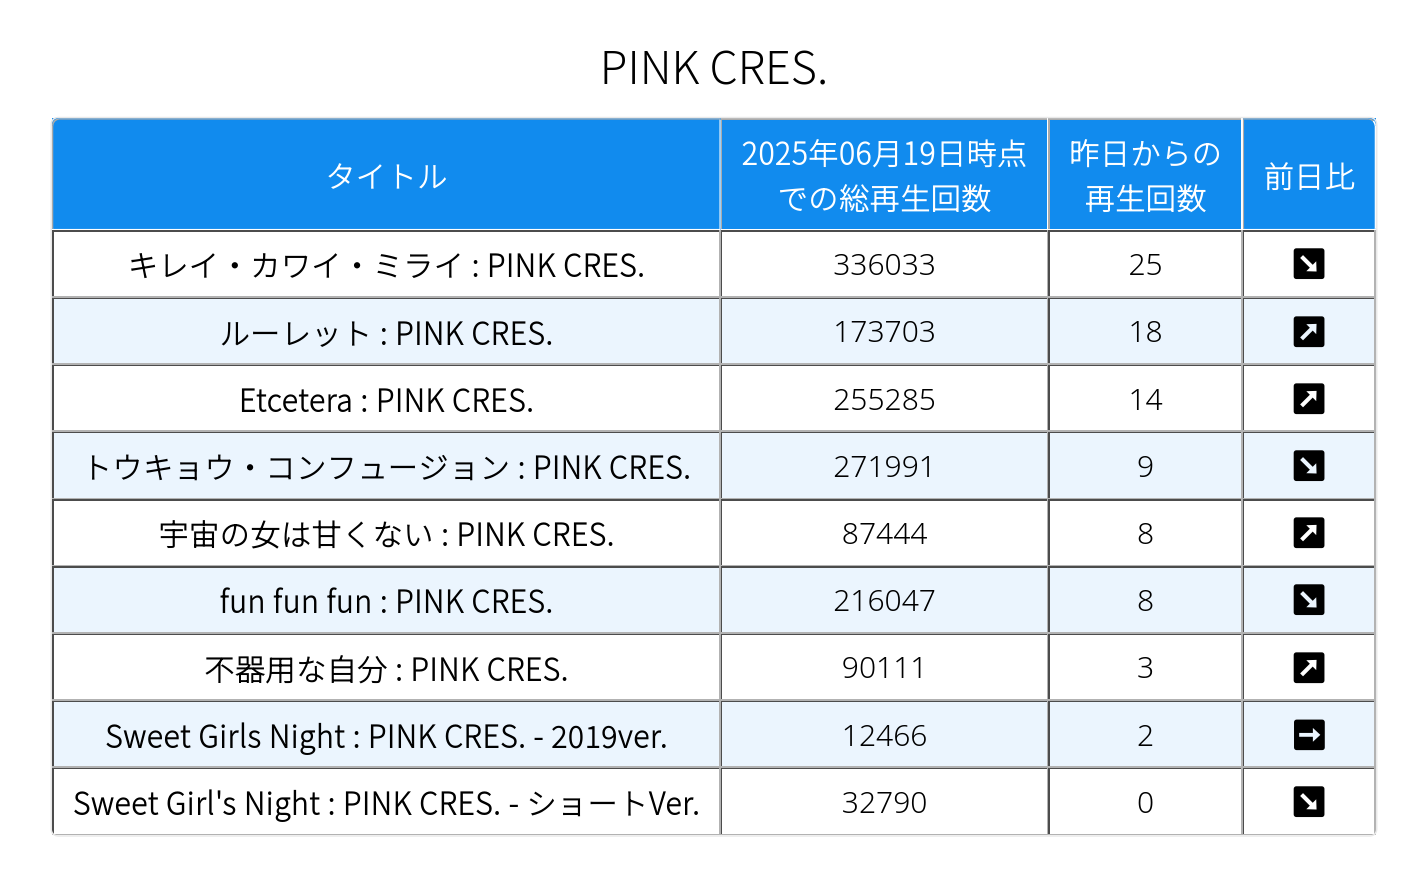 PINK CRES.
タイトル 2025年06月19日時点での総再生回数 昨日からの再生回数 前日比
キレイ・カワイ・ミライ : PINK CRES. 336033 25 ↘
ルーレット : PINK CRES. 173703 18 ↗
Etcetera : PINK CRES. 255285 14 ↗
トウキョウ・コンフュージョン : PINK CRES. 271991 9 ↘
宇宙の女は甘くない : PINK CRES. 87444 8 ↗
fun fun fun : PINK CRES. 216047 8 ↘
不器用な自分 : PINK CRES. 90111 3 ↗
Sweet Girls Night : PINK CRES. - 2019ver. 12466 2 →
Sweet Girl's Night : PINK CRES. - ショートVer. 32790 0 ↘